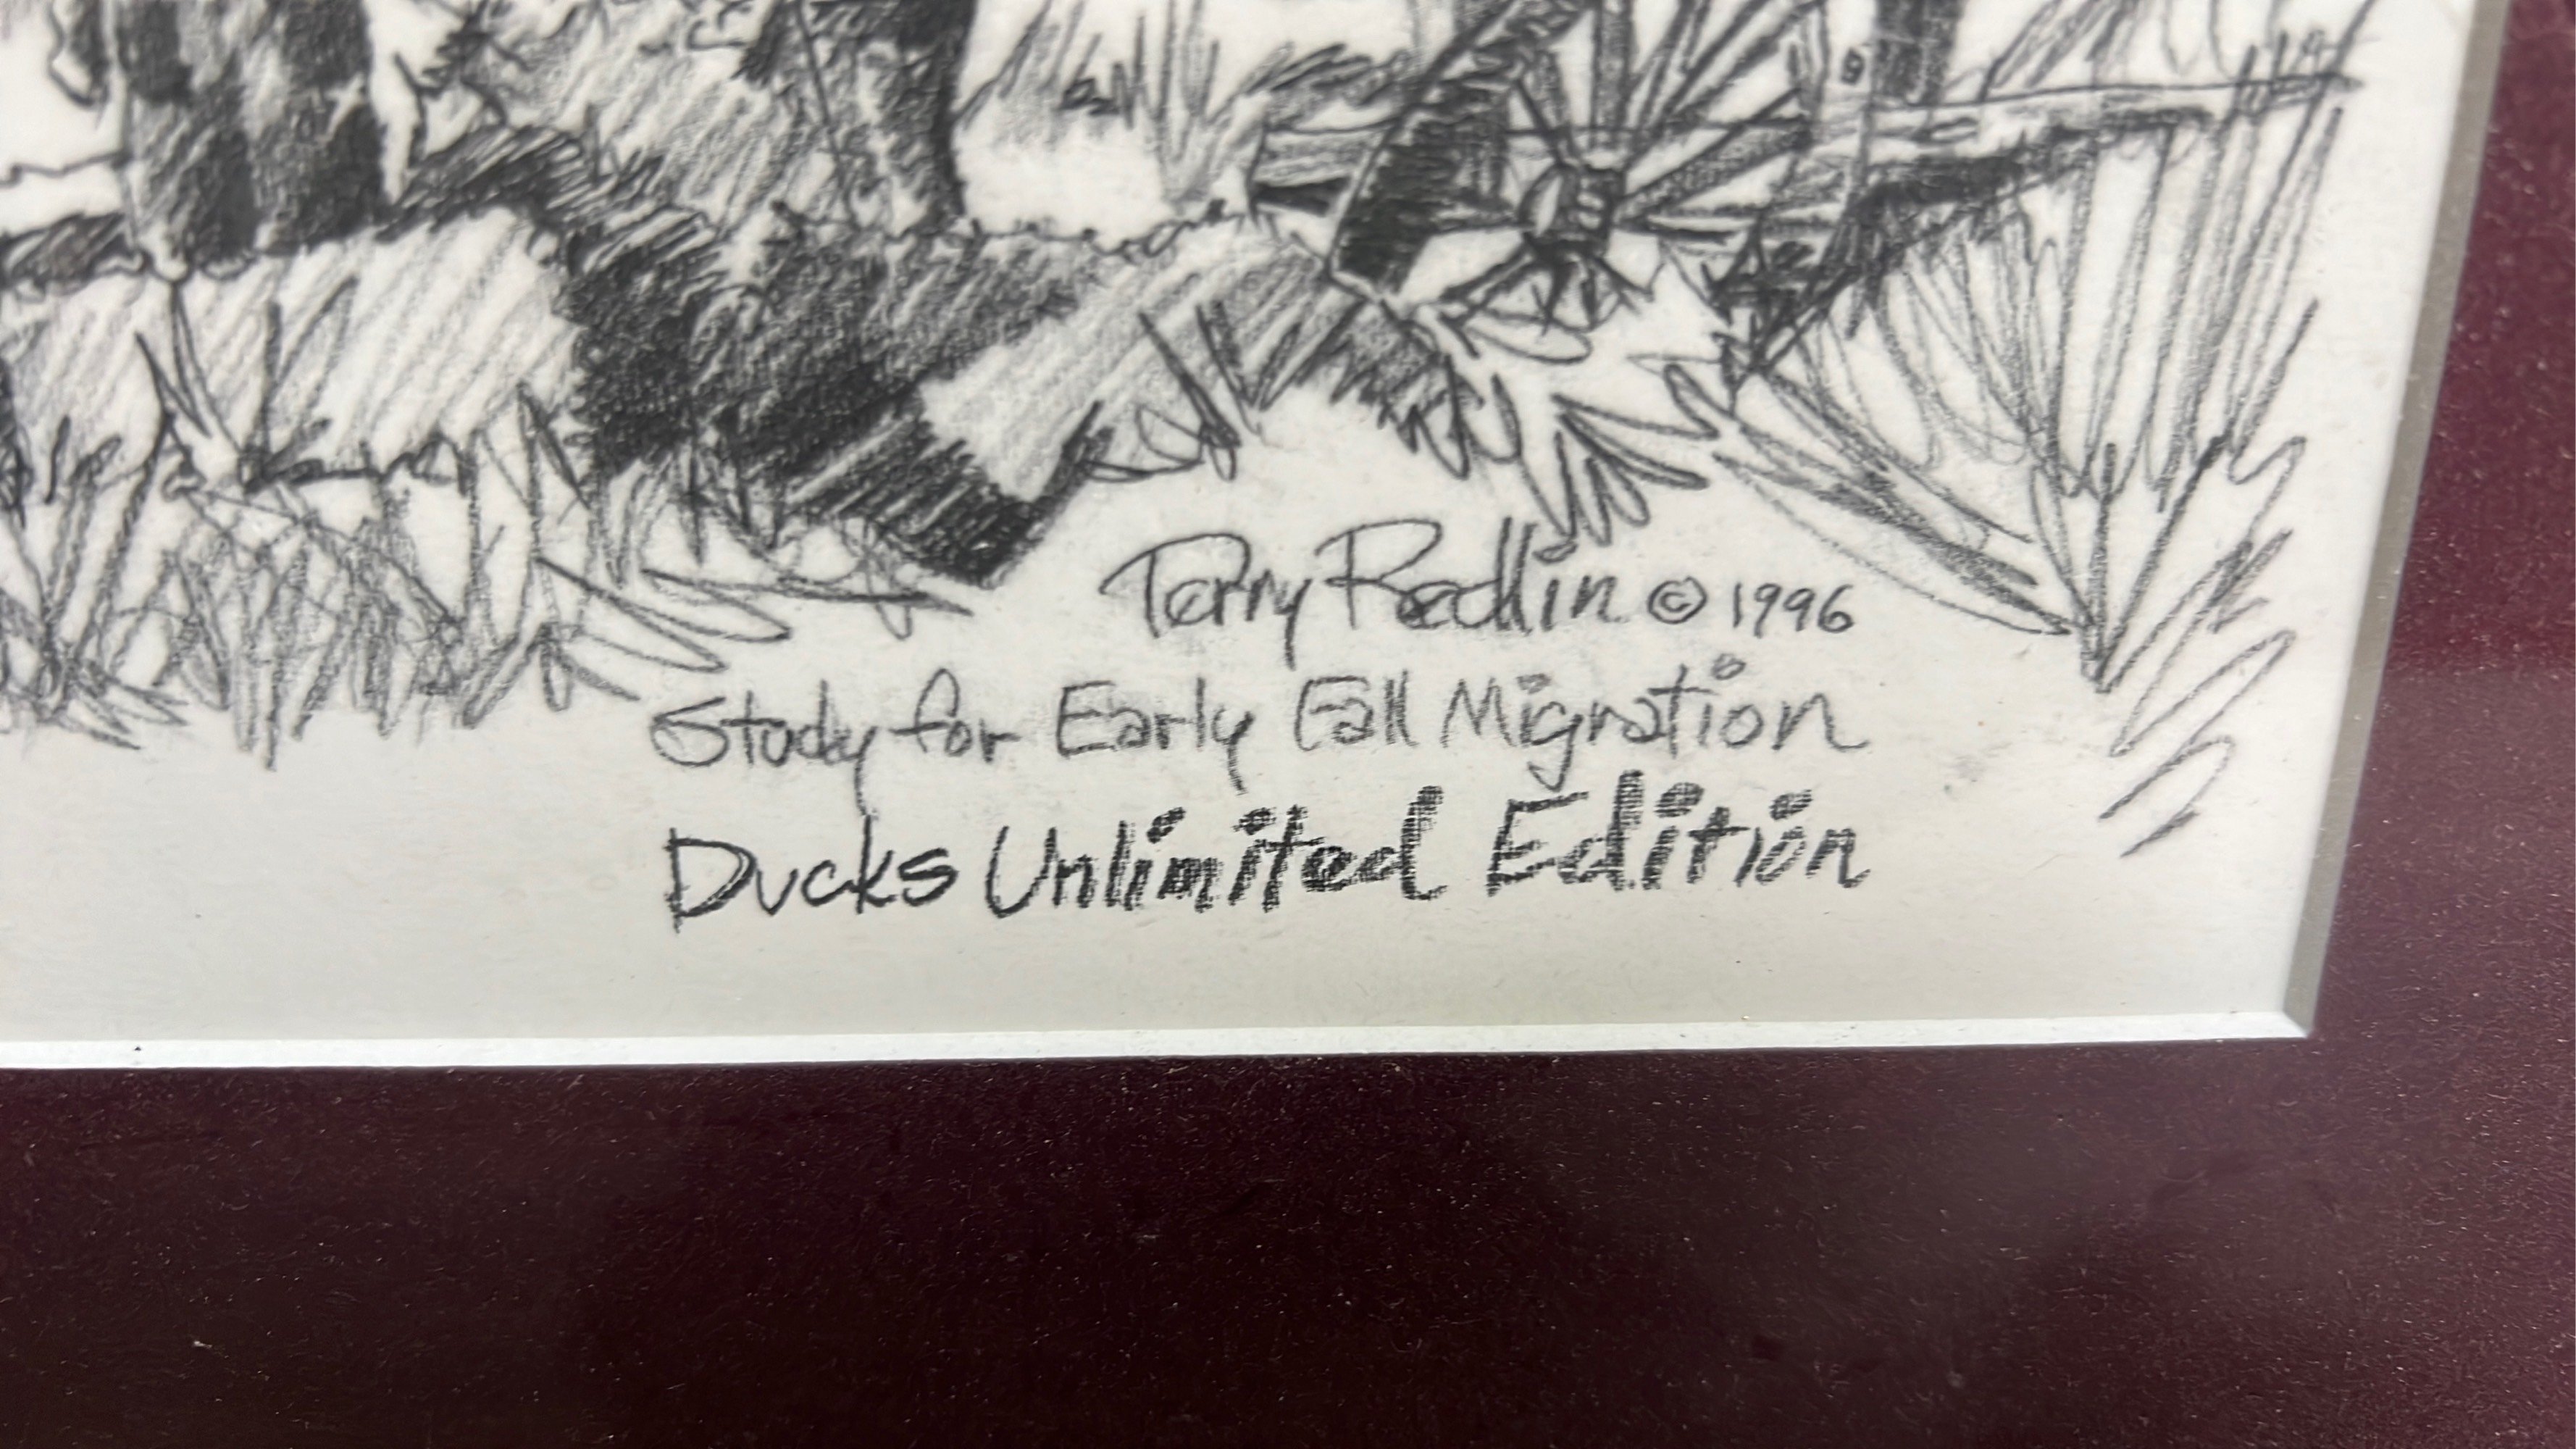 Terry Redlin © 1996
Study for Early Fall Migration
Ducks Unlimited Edition